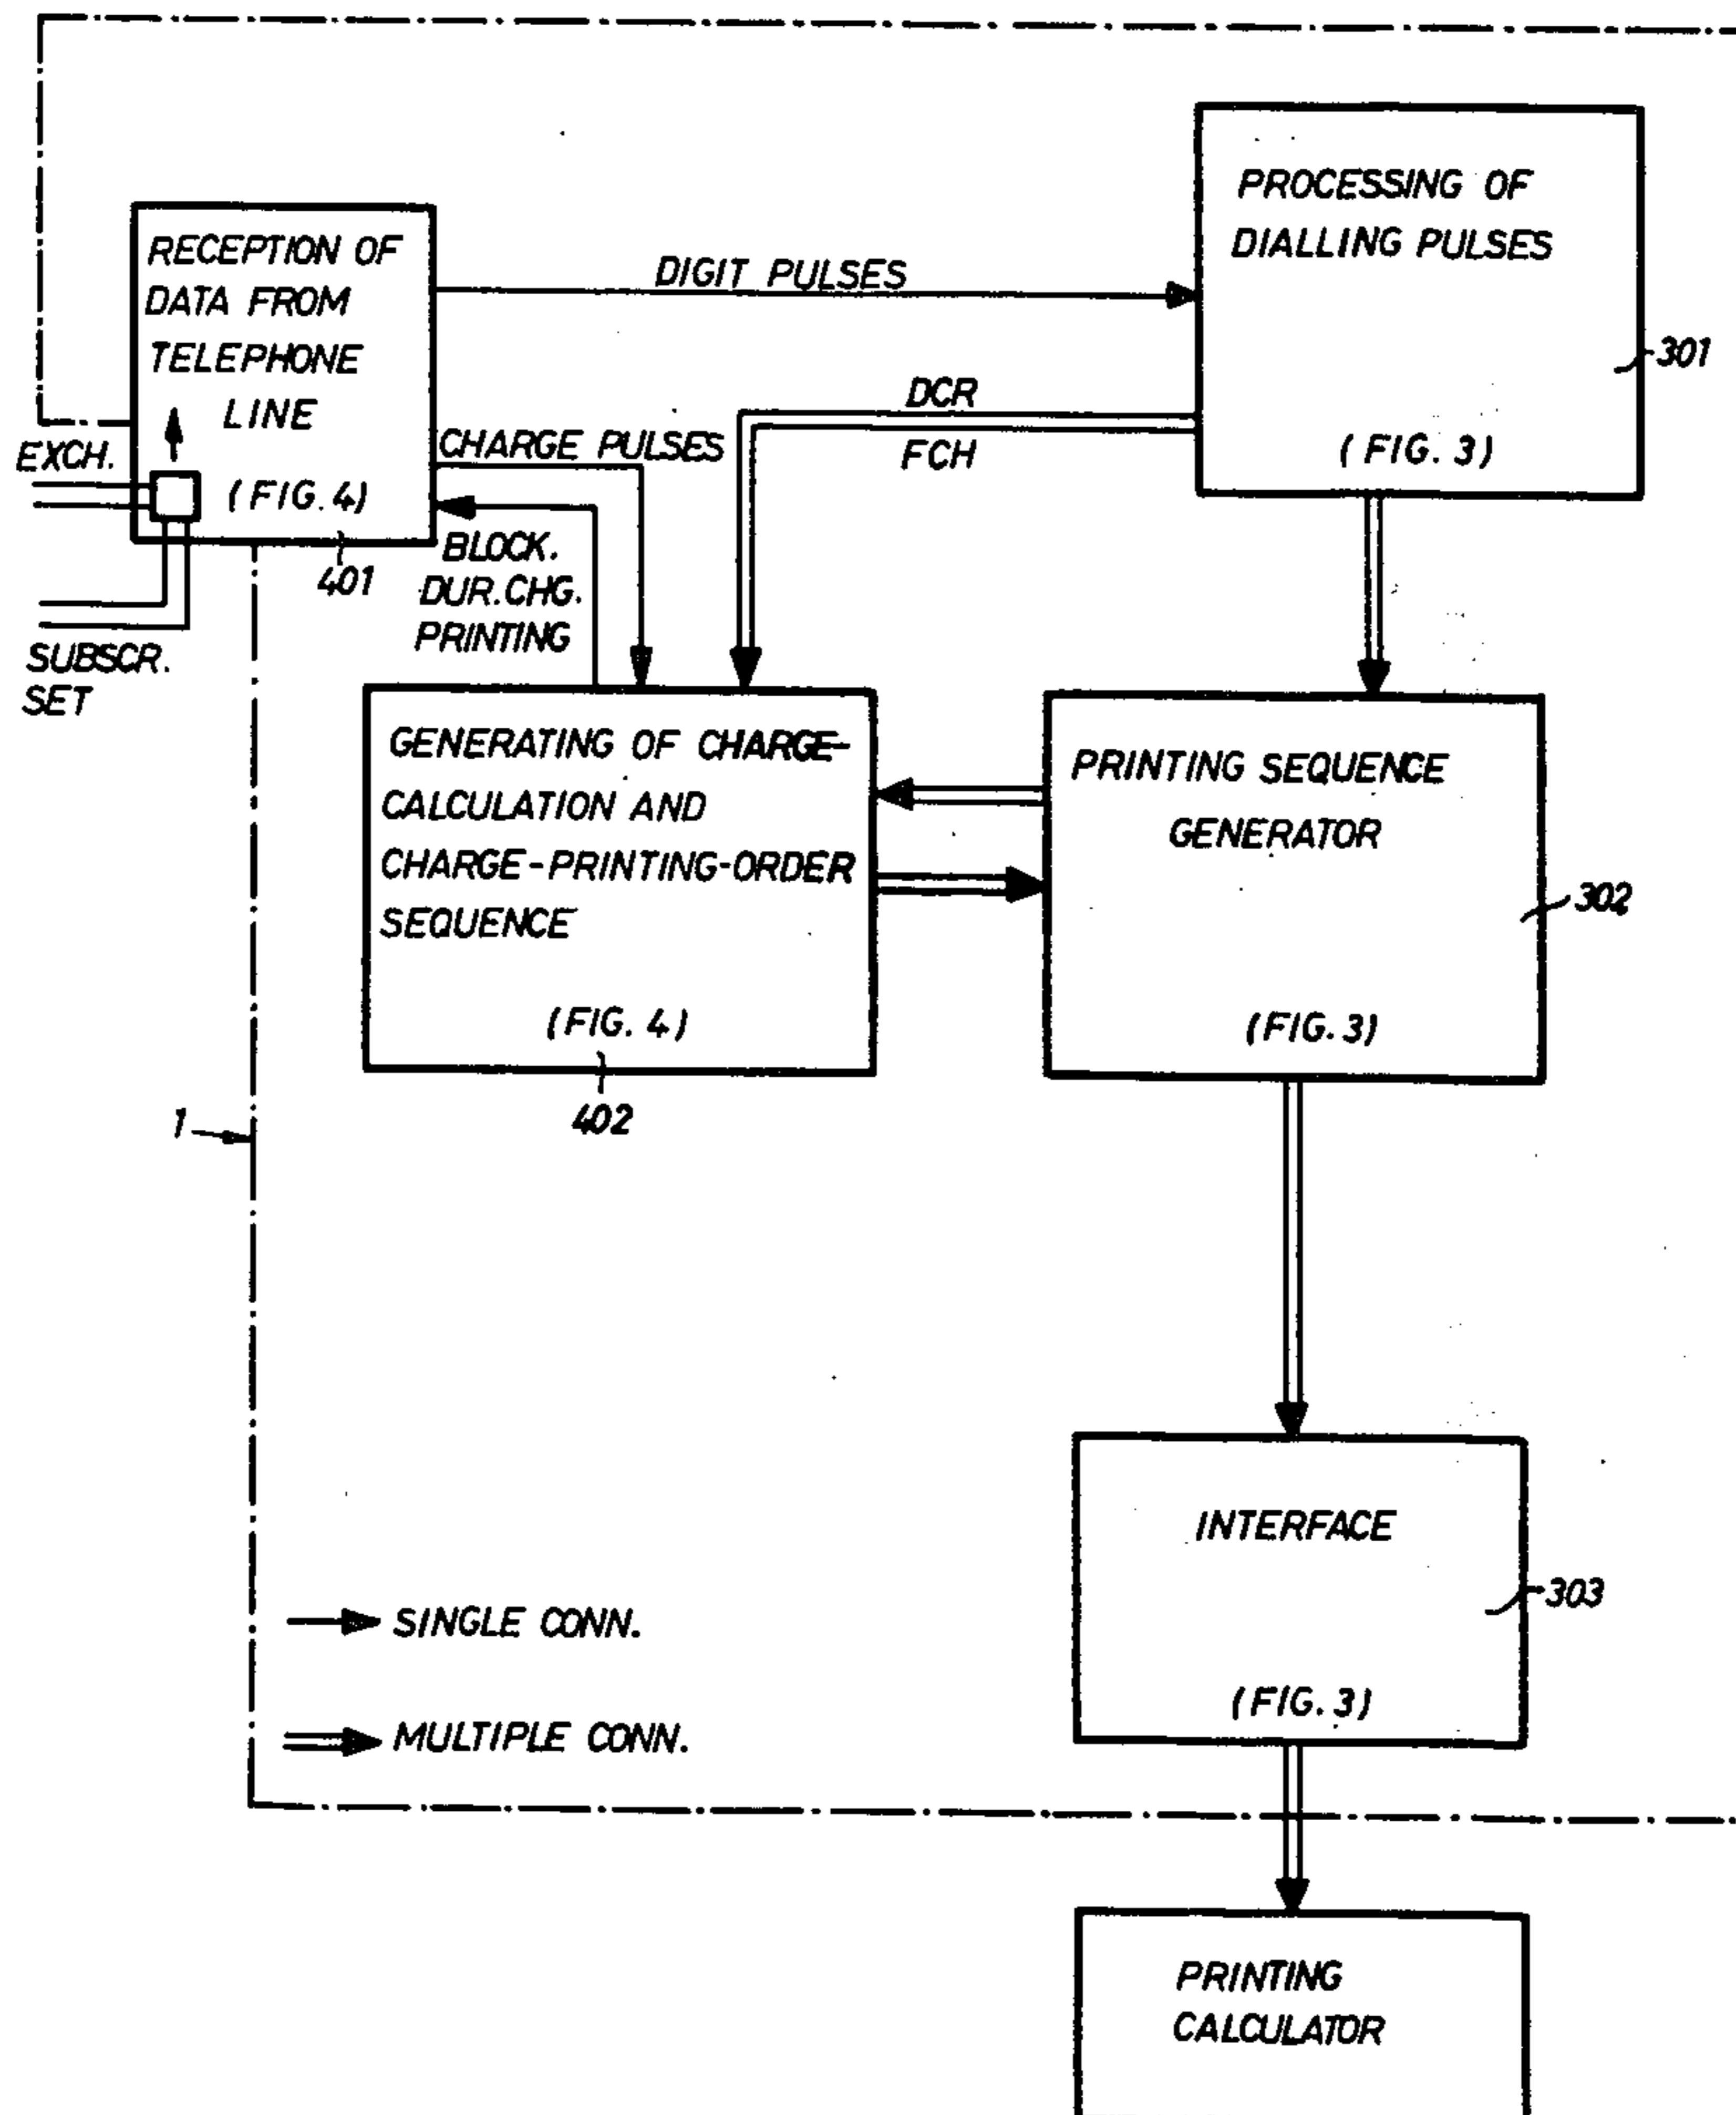 PROCESSING OF
DIALLING PULSES
(FIG. 3)
301
RECEPTION OF
DATA FROM
TELEPHONE
LINE
(FIG. 4)
401
DIGIT PULSES
DCR
FCH
EXCH.
CHARGE PULSES
BLOCK.
DUR. CHG.
PRINTING
SUBSCR.
SET
GENERATING OF CHARGE-
CALCULATION AND
CHARGE-PRINTING-ORDER
SEQUENCE
(FIG. 4)
402
PRINTING SEQUENCE
GENERATOR
(FIG. 3)
302
1
INTERFACE
(FIG. 3)
303
SINGLE CONN.
MULTIPLE CONN.
PRINTING
CALCULATOR